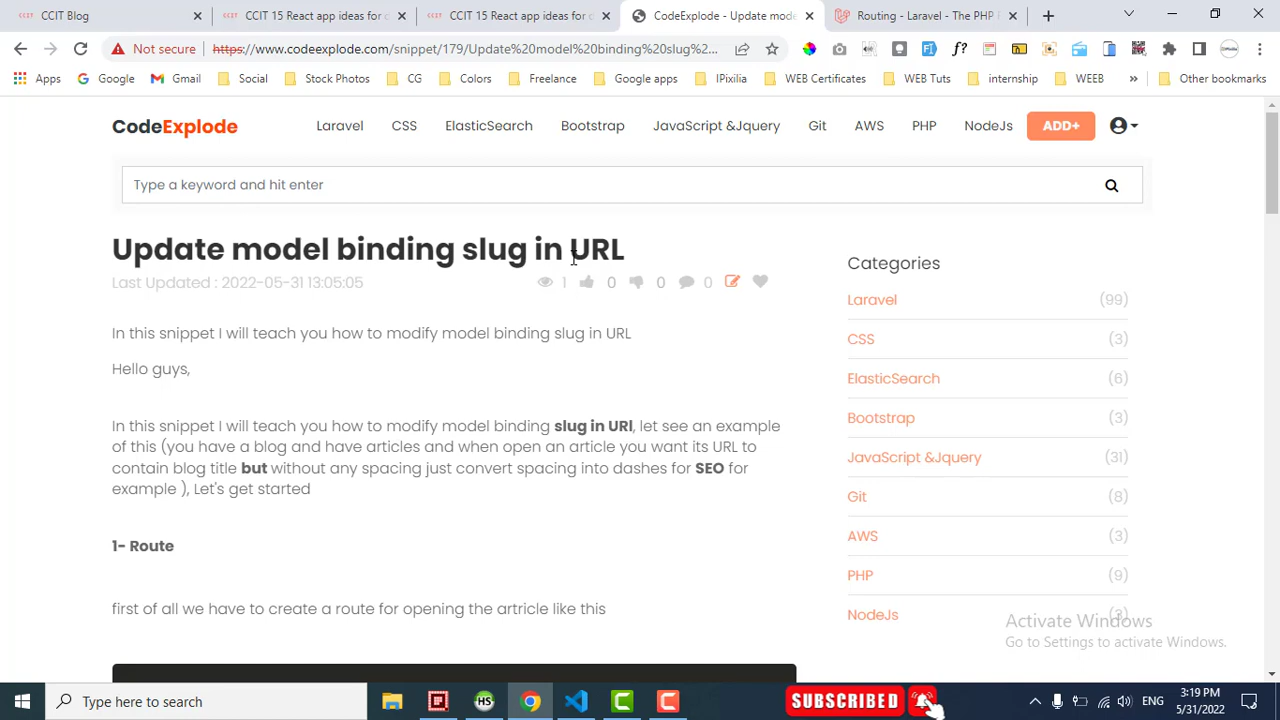 CCIT Blog
CCIT 15 React app ideas for d
CCIT 15 React app ideas for d
CodeExplode - Update model
Routing - Laravel - The PHP F
Not secure
https://www.codeexplode.com/snippet/179/Update%20model%20binding%20slug%2...
Apps
Google
Gmail
Social
Stock Photos
CG
Colors
Freelance
Google apps
IPixilia
WEB Certificates
WEB Tuts
internship
WEEB
Other bookmarks
CodeExplode
Laravel
CSS
ElasticSearch
Bootstrap
JavaScript &Jquery
Git
AWS
PHP
NodeJs
ADD+
Type a keyword and hit enter
Update model binding slug in URL
Last Updated : 2022-05-31 13:05:05
1
0
0
0
In this snippet I will teach you how to modify model binding slug in URL
Hello guys,
In this snippet I will teach you how to modify model binding slug in URl, let see an example
of this (you have a blog and have articles and when open an article you want its URL to
contain blog title but without any spacing just convert spacing into dashes for SEO for
example ), Let's get started
1- Route
first of all we have to create a route for opening the artricle like this
Categories
Laravel (99)
CSS (3)
ElasticSearch (6)
Bootstrap (3)
JavaScript &Jquery (31)
Git (8)
AWS (3)
PHP (9)
NodeJs (3)
Activate Windows
Go to Settings to activate Windows.
Type here to search
SUBSCRIBED
ENG
3:19 PM
5/31/2022